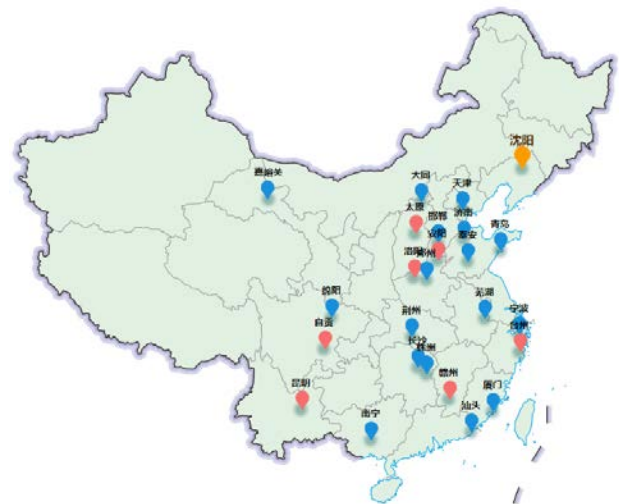 沈阳
嘉峪关
大同
天津
太原
邯郸
济南
安阳
泰安
青岛
洛阳
郑州
绵阳
自贡
荆州
芜湖
宁波
台州
长沙
株洲
赣州
昆明
厦门
南宁
汕头